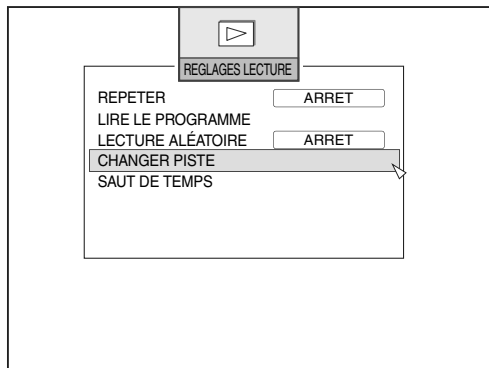 REGLAGES LECTURE
REPETER ARRET
LIRE LE PROGRAMME
LECTURE ALÉATOIRE ARRET
CHANGER PISTE
SAUT DE TEMPS